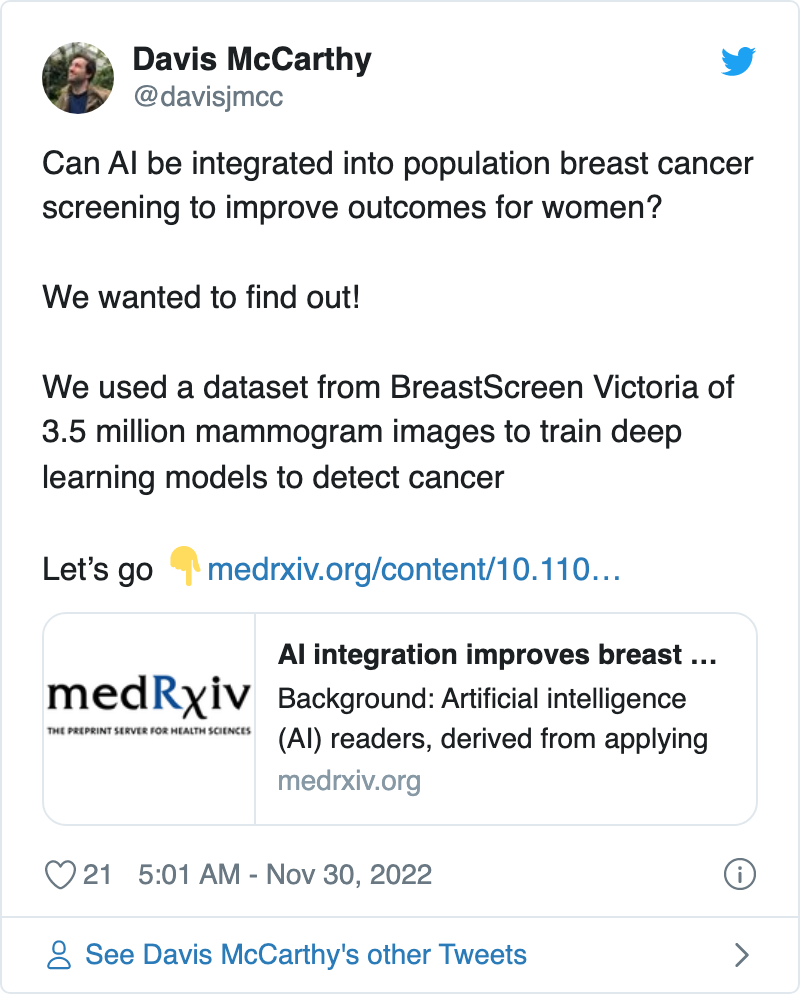 Davis McCarthy
@davisjmcc
Can AI be integrated into population breast cancer
screening to improve outcomes for women?
We wanted to find out!
We used a dataset from BreastScreen Victoria of
3.5 million mammogram images to train deep
learning models to detect cancer
Let’s go 👇 medrxiv.org/content/10.110…
medRxiv
THE PREPRINT SERVER FOR HEALTH SCIENCES
AI integration improves breast ...
Background: Artificial intelligence
(AI) readers, derived from applying
medrxiv.org
21 5:01 AM - Nov 30, 2022
See Davis McCarthy's other Tweets